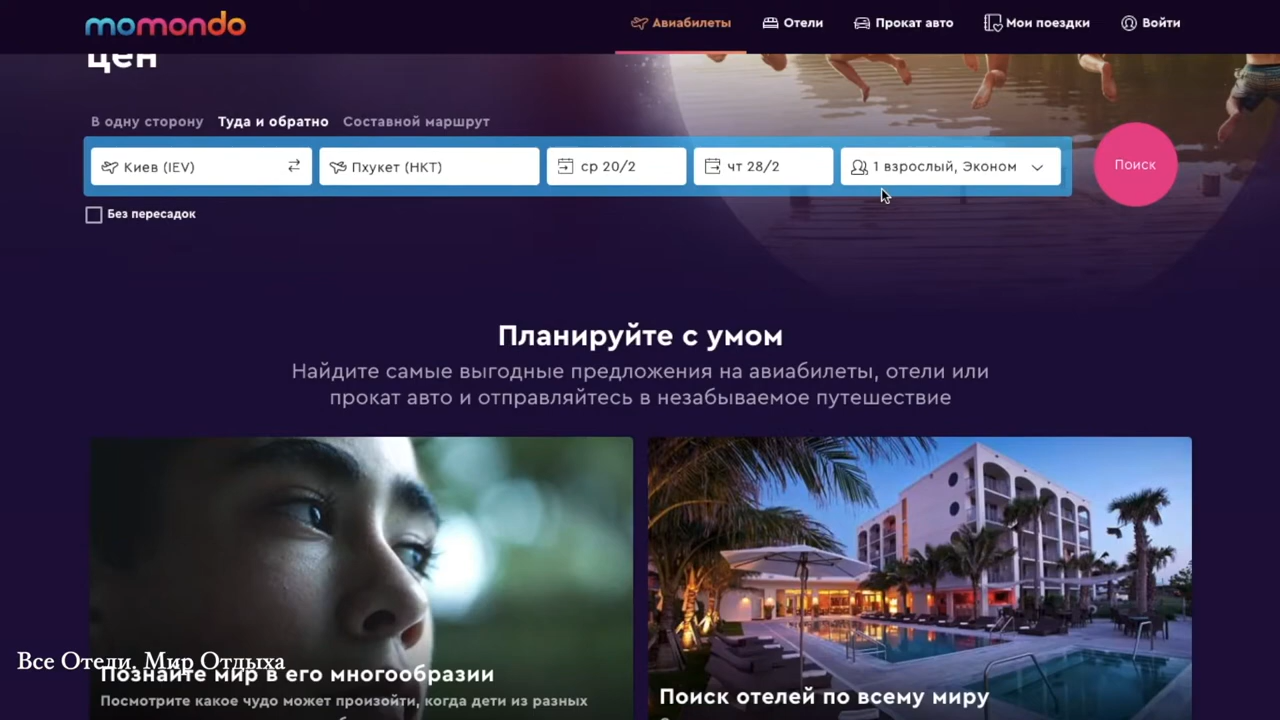 momondo
Авиабилеты
Отели
Прокат авто
Мои поездки
Войти
цен
В одну сторону
Туда и обратно
Составной маршрут
Киев (IEV)
Пхукет (HKT)
ср 20/2
чт 28/2
1 взрослый, Эконом
Поиск
Без пересадок
Планируйте с умом
Найдите самые выгодные предложения на авиабилеты, отели или
прокат авто и отправляйтесь в незабываемое путешествие
Все Отели. Мир Отдыха
Познайте мир в его многообразии
Посмотрите какое чудо может произойти, когда дети из разных
Поиск отелей по всему миру